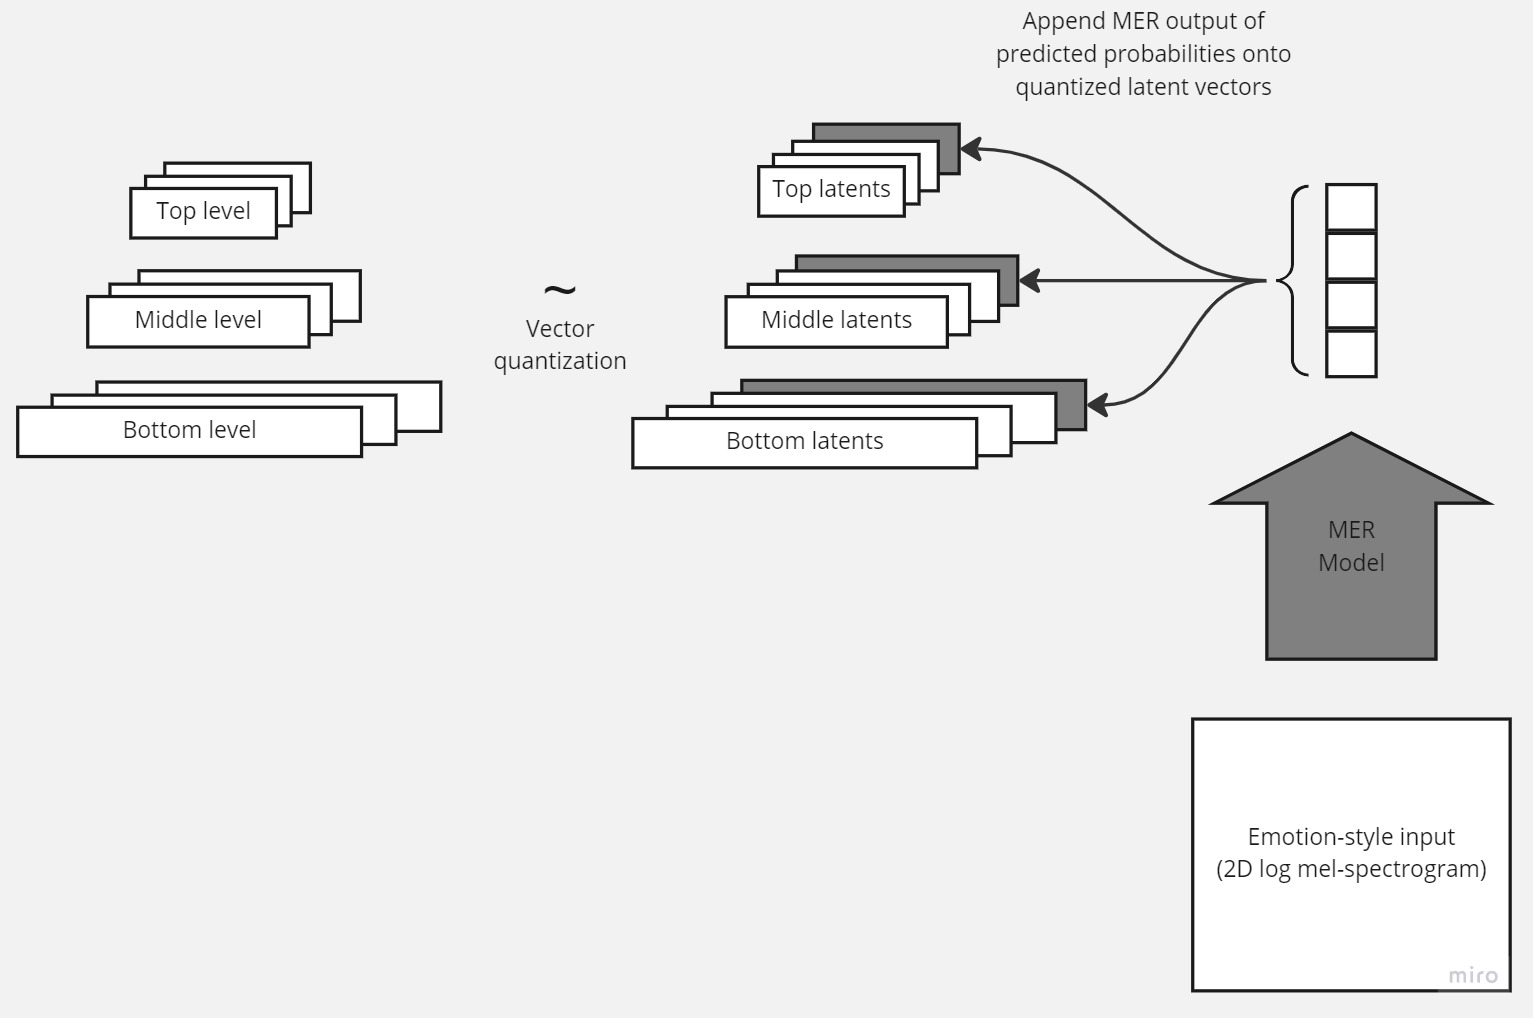 Append MER output of
predicted probabilities onto
quantized latent vectors
Top level
Middle level
Bottom level
~
Vector
quantization
Top latents
Middle latents
Bottom latents
MER
Model
Emotion-style input
(2D log mel-spectrogram)
miro